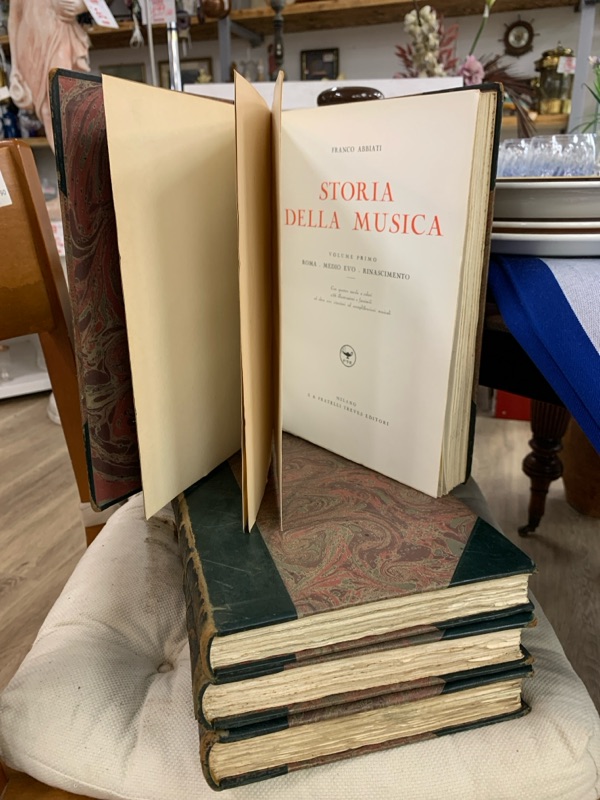 FRANCO ABBIATI
STORIA
DELLA MUSICA
VOLUME PRIMO
ROMA - MEDIO EVO - RINASCIMENTO
MILANO
FRATELLI TREVES EDITORI